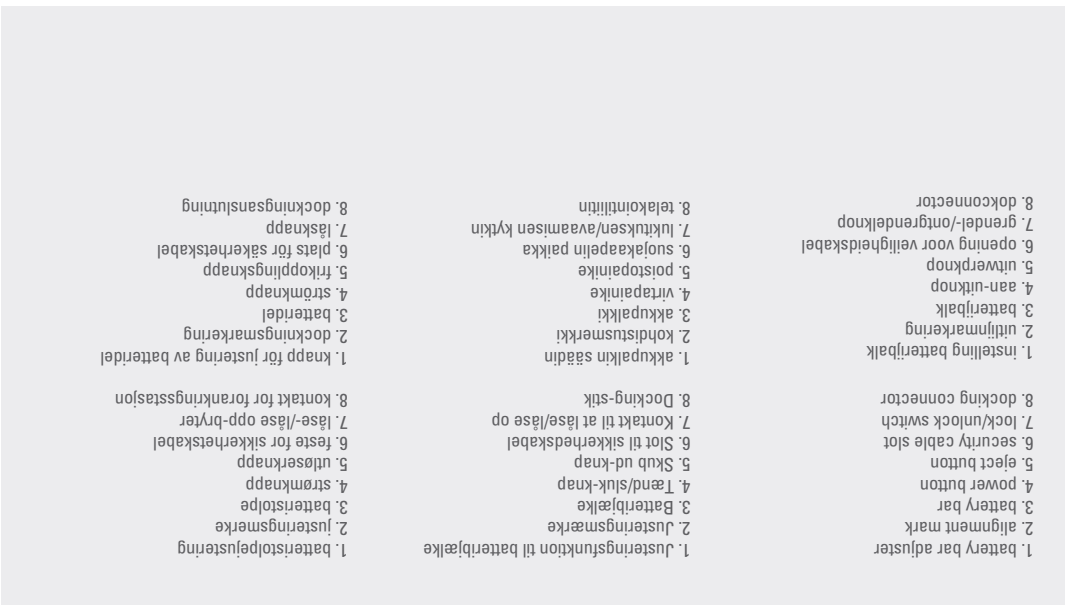 1. battery bar adjuster
2. alignment mark
3. battery bar
4. power button
5. eject button
6. security cable slot
7. lock/unlock switch
8. docking connector
1. Justeringsfunktion til batteribjælke
2. Justeringsmærke
3. Batteribjælke
4. Tænd/sluk-knap
5. Skub ud-knap
6. Slot til sikkerhedskabel
7. Kontakt til at låse/låse op
8. Docking-stik
1. batteristolpejustering
2. justeringsmerke
3. batteristolpe
4. strømknapp
5. utløserknapp
6. feste for sikkerhetskabel
7. låse-/låse opp-bryter
8. kontakt for forankringsstasjon
1. instelling batterijbalk
2. uitlijnmarkering
3. batterijbalk
4. aan-uitknop
5. uitwerpknop
6. opening voor veiligheidskabel
7. grendel-/ontgrendelknop
8. dokconnector
1. akkupalkin säädin
2. kohdistusmerkki
3. akkupalkki
4. virtapainike
5. poistopainike
6. suojakaapelin paikka
7. lukituksen/avaamisen kytkin
8. telakointiliitin
1. knapp för justering av batteridel
2. dockningsmarkering
3. batteridel
4. strömknapp
5. frikopplingsknapp
6. plats för säkerhetskabel
7. låsknapp
8. dockningsanslutning